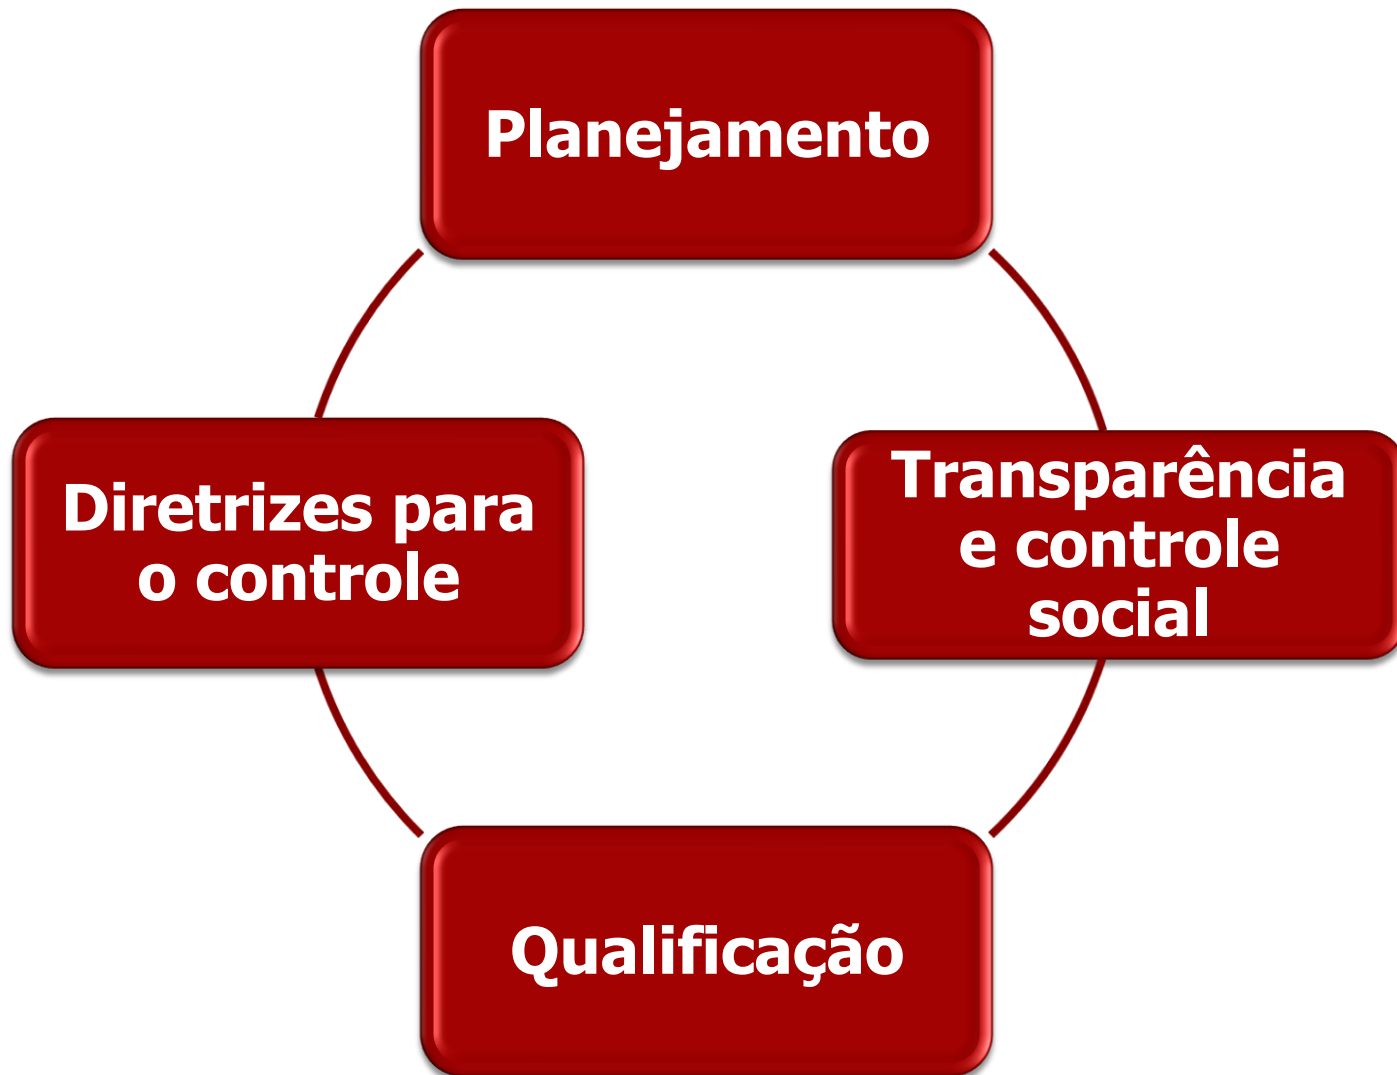 Planejamento
Diretrizes para
o controle
Transparência
e controle
social
Qualificação